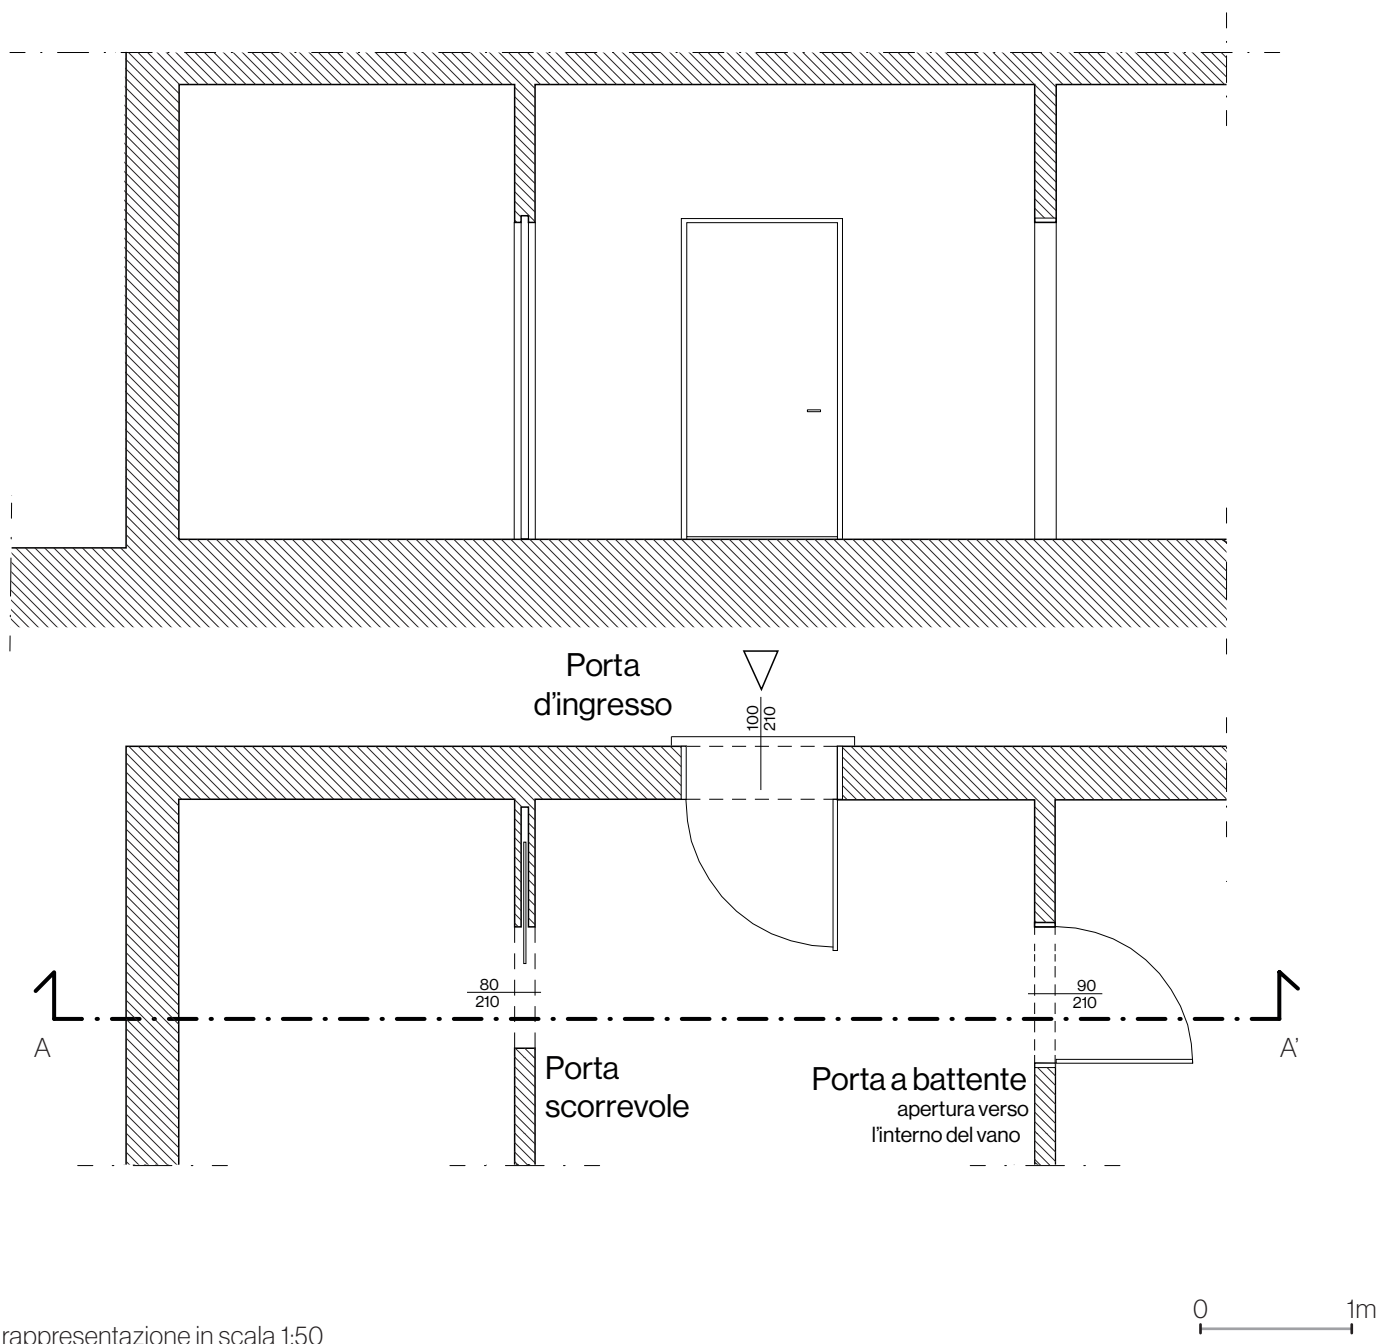 Porta
d'ingresso
100
210
80
210
90
210
A
A'
Porta
scorrevole
Porta a battente
apertura verso
l'interno del vano
0 1m
rappresentazione in scala 1:50